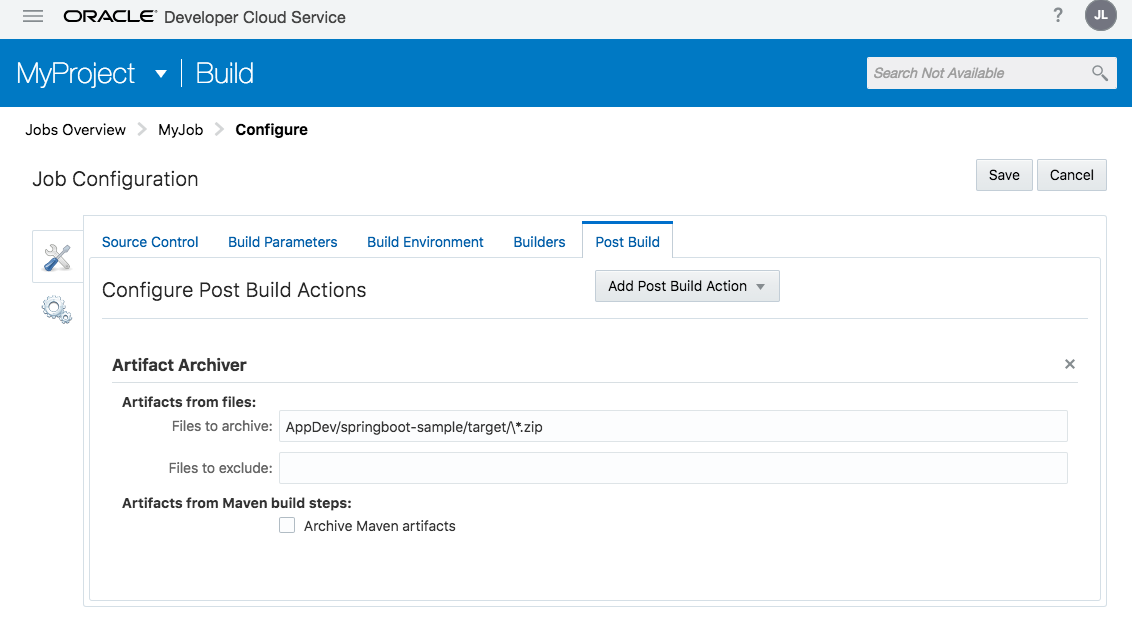 ORACLE® Developer Cloud Service
?
JL
MyProject
Build
Search Not Available
Jobs Overview
MyJob
Configure
Job Configuration
Save
Cancel
Source Control
Build Parameters
Build Environment
Builders
Post Build
Configure Post Build Actions
Add Post Build Action
Artifact Archiver
Artifacts from files:
Files to archive: AppDev/springboot-sample/target/\*.zip
Files to exclude:
Artifacts from Maven build steps:
Archive Maven artifacts